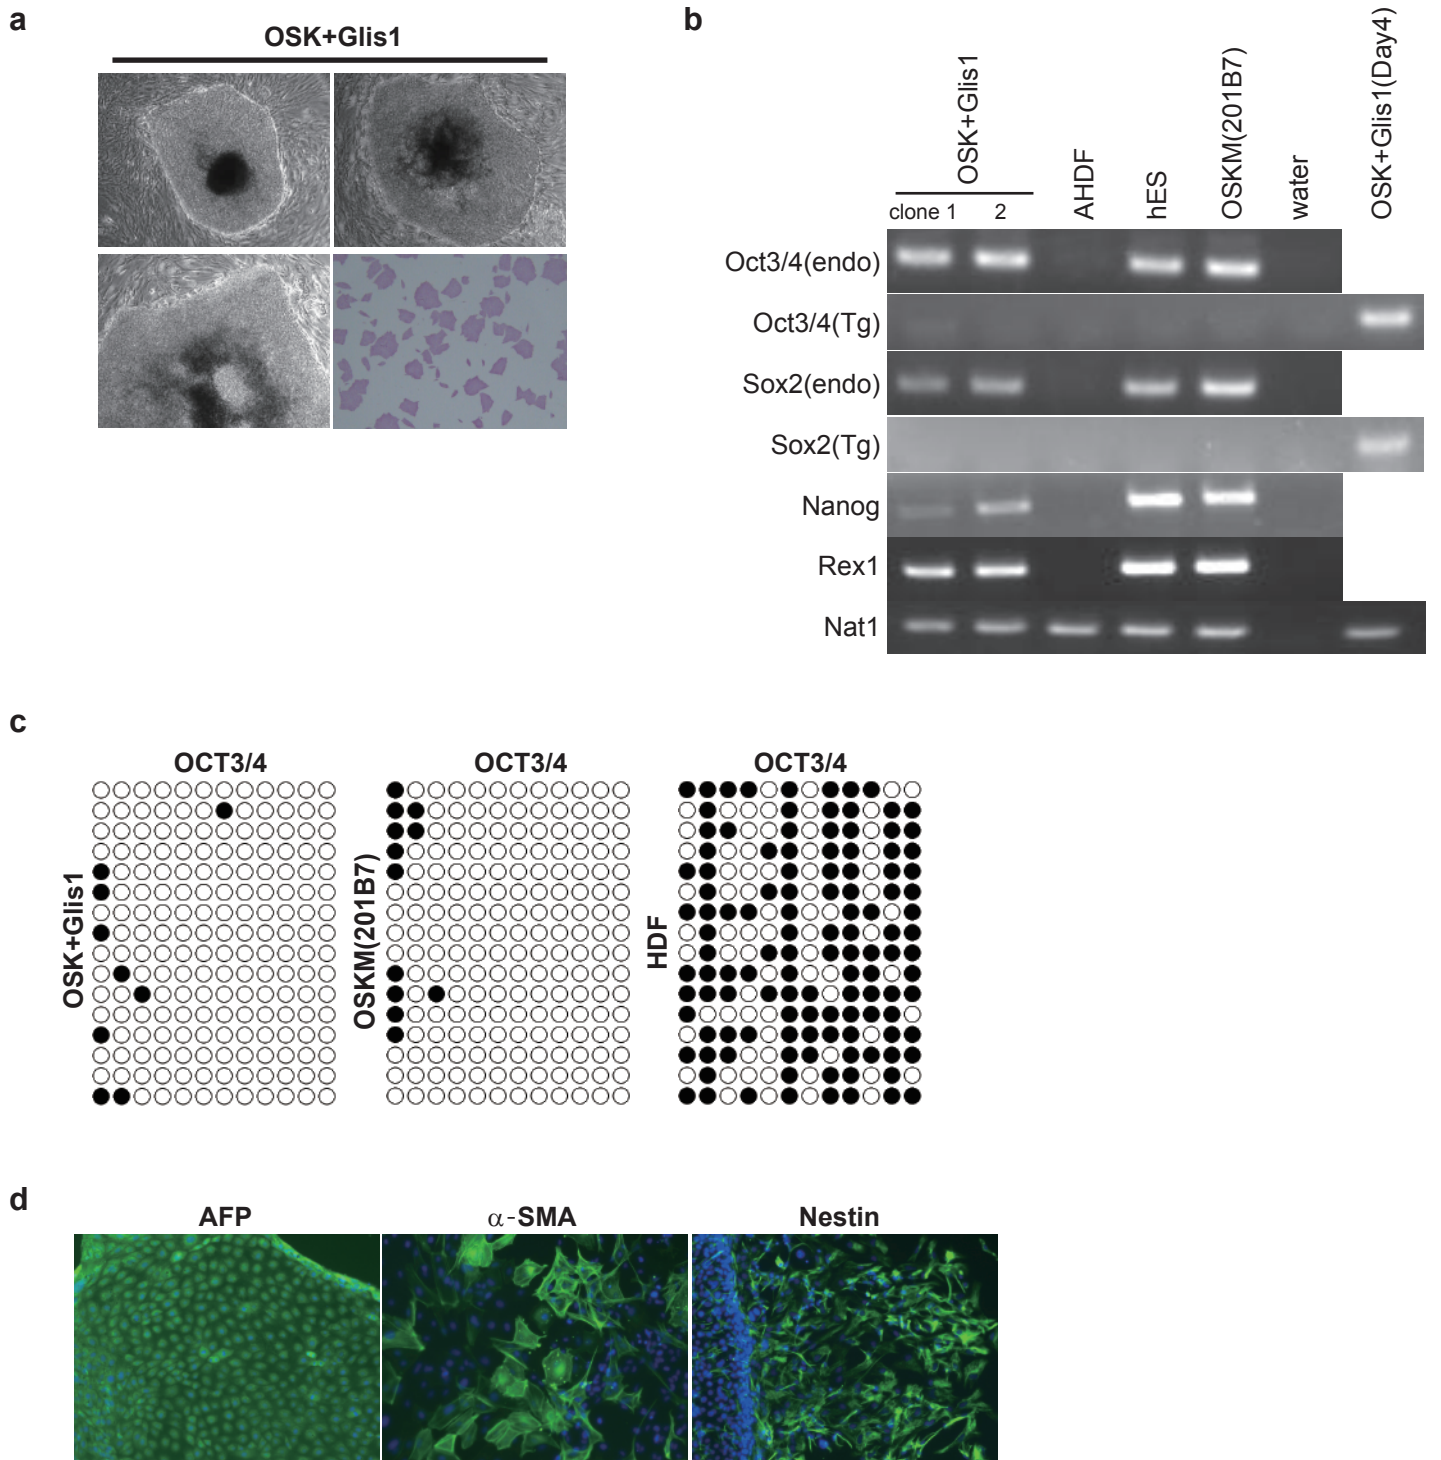 a
OSK+Glis1
b
OSK+Glis1
AHDF
hES
OSKM(201B7)
water
OSK+Glis1(Day4)
clone 1 2
Oct3/4(endo)
Oct3/4(Tg)
Sox2(endo)
Sox2(Tg)
Nanog
Rex1
Nat1
c
OCT3/4
OCT3/4
OCT3/4
OSK+Glis1
OSKM(201B7)
HDF
d
AFP
α-SMA
Nestin